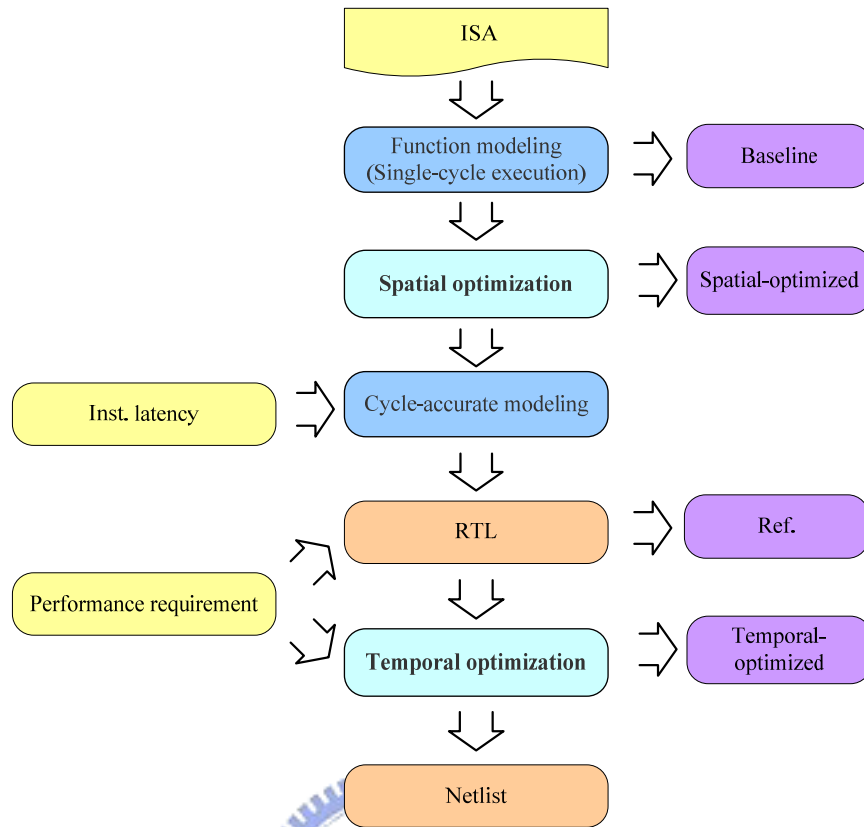 ISA
Function modeling
(Single-cycle execution)
Baseline
Spatial optimization
Spatial-optimized
Inst. latency
Cycle-accurate modeling
RTL
Ref.
Performance requirement
Temporal optimization
Temporal-
optimized
Netlist